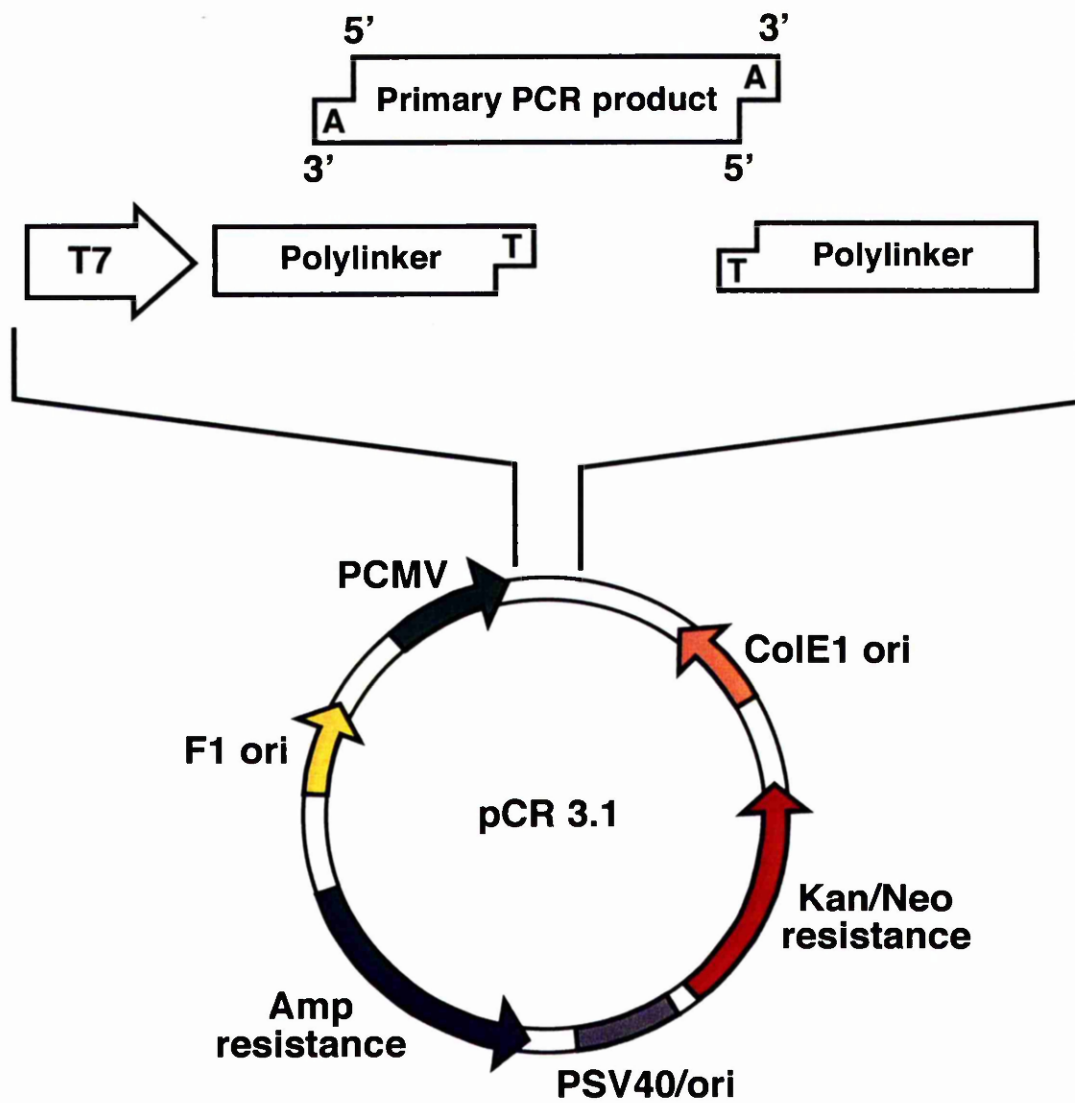 5’ 3’
A Primary PCR product A
3’ 5’
T7 Polylinker T T Polylinker
PCMV
ColE1 ori
F1 ori
pCR 3.1
Kan/Neo
resistance
Amp
resistance
PSV40/ori